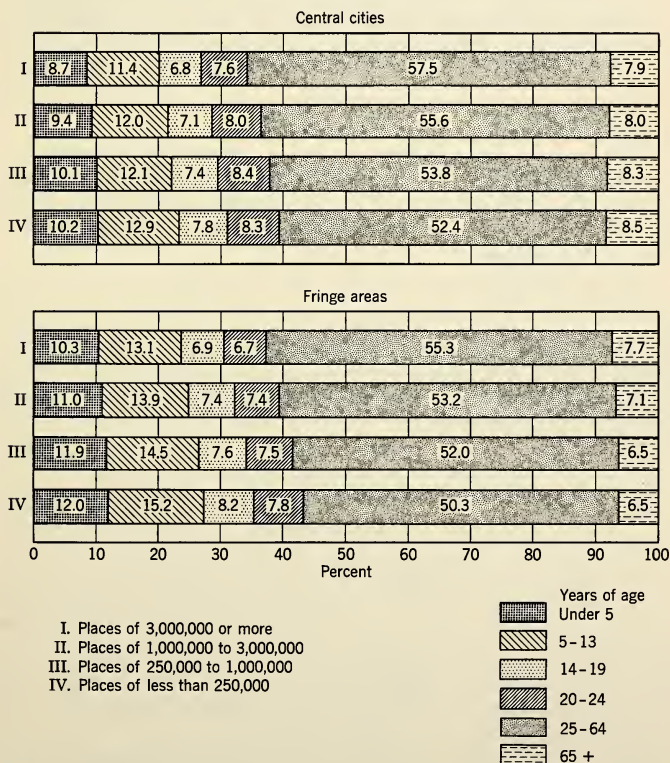 Central cities
I 8.7 11.4 6.8 7.6 57.5 7.9
II 9.4 12.0 7.1 8.0 55.6 8.0
III 10.1 12.1 7.4 8.4 53.8 8.3
IV 10.2 12.9 7.8 8.3 52.4 8.5
Fringe areas
I 10.3 13.1 6.9 6.7 55.3 7.7
II 11.0 13.9 7.4 7.4 53.2 7.1
III 11.9 14.5 7.6 7.5 52.0 6.5
IV 12.0 15.2 8.2 7.8 50.3 6.5
0 10 20 30 40 50 60 70 80 90 100
Percent
I. Places of 3,000,000 or more
II. Places of 1,000,000 to 3,000,000
III. Places of 250,000 to 1,000,000
IV. Places of less than 250,000
Years of age
Under 5
5-13
14-19
20-24
25-64
65 +